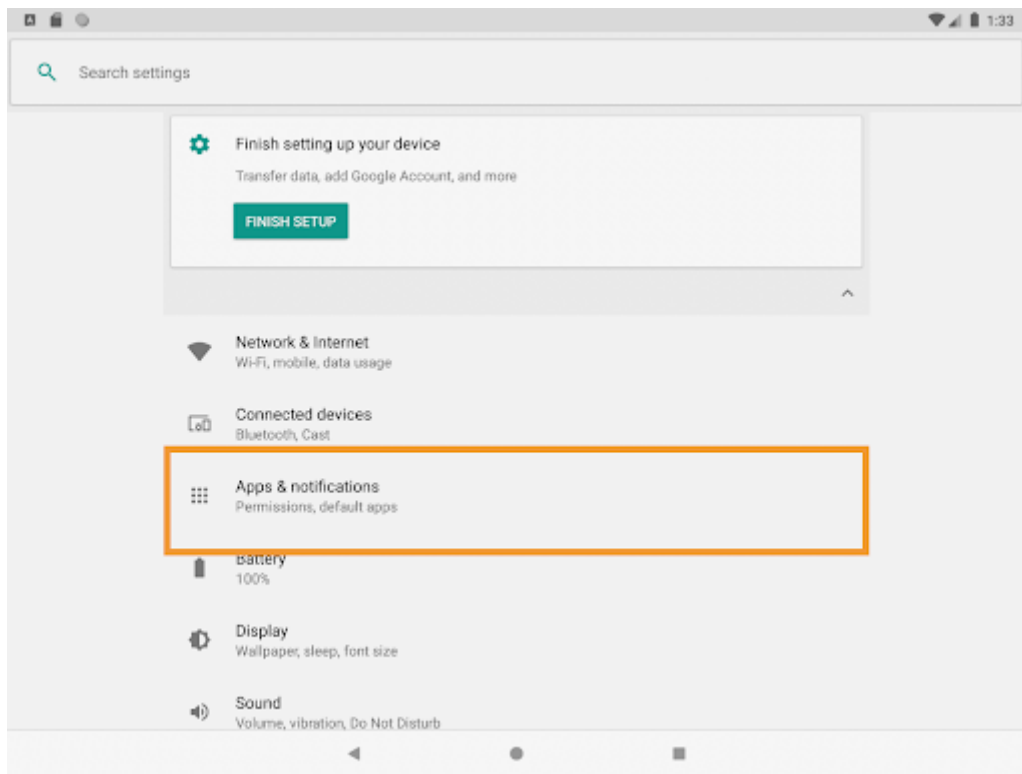 1:33
Search settings
Finish setting up your device
Transfer data, add Google Account, and more
FINISH SETUP
Network & Internet
Wi-Fi, mobile, data usage
Connected devices
Bluetooth, Cast
Apps & notifications
Permissions, default apps
Battery
100%
Display
Wallpaper, sleep, font size
Sound
Volume, vibration, Do Not Disturb